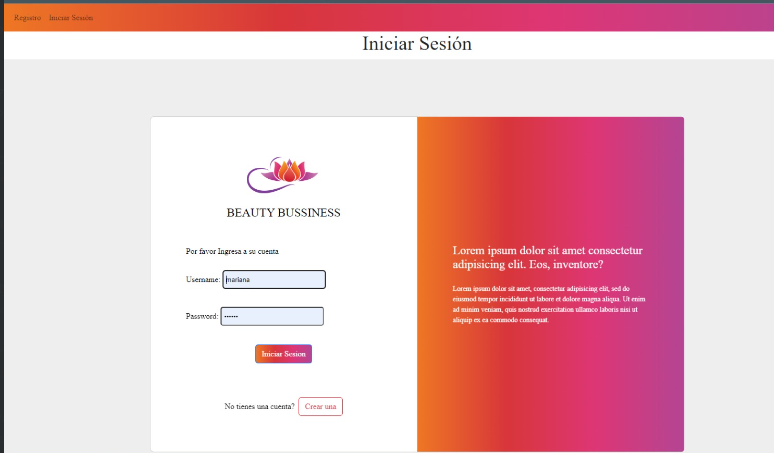 Registro Iniciar Sesión
Iniciar Sesión
BEAUTY BUSSINESS
Por favor Ingresa a su cuenta
Username: mariana
Password: ······
Iniciar Sesion
No tienes una cuenta? Crear una
Lorem ipsum dolor sit amet consectetur
adipisicing elit. Eos, inventore?
Lorem ipsum dolor sit amet, consectetur adipisicing elit, sed do
eiusmod tempor incididunt ut labore et dolore magna aliqua. Ut enim
ad minim veniam, quis nostrud exercitation ullamco laboris nisi ut
aliquip ex ea commodo consequat.